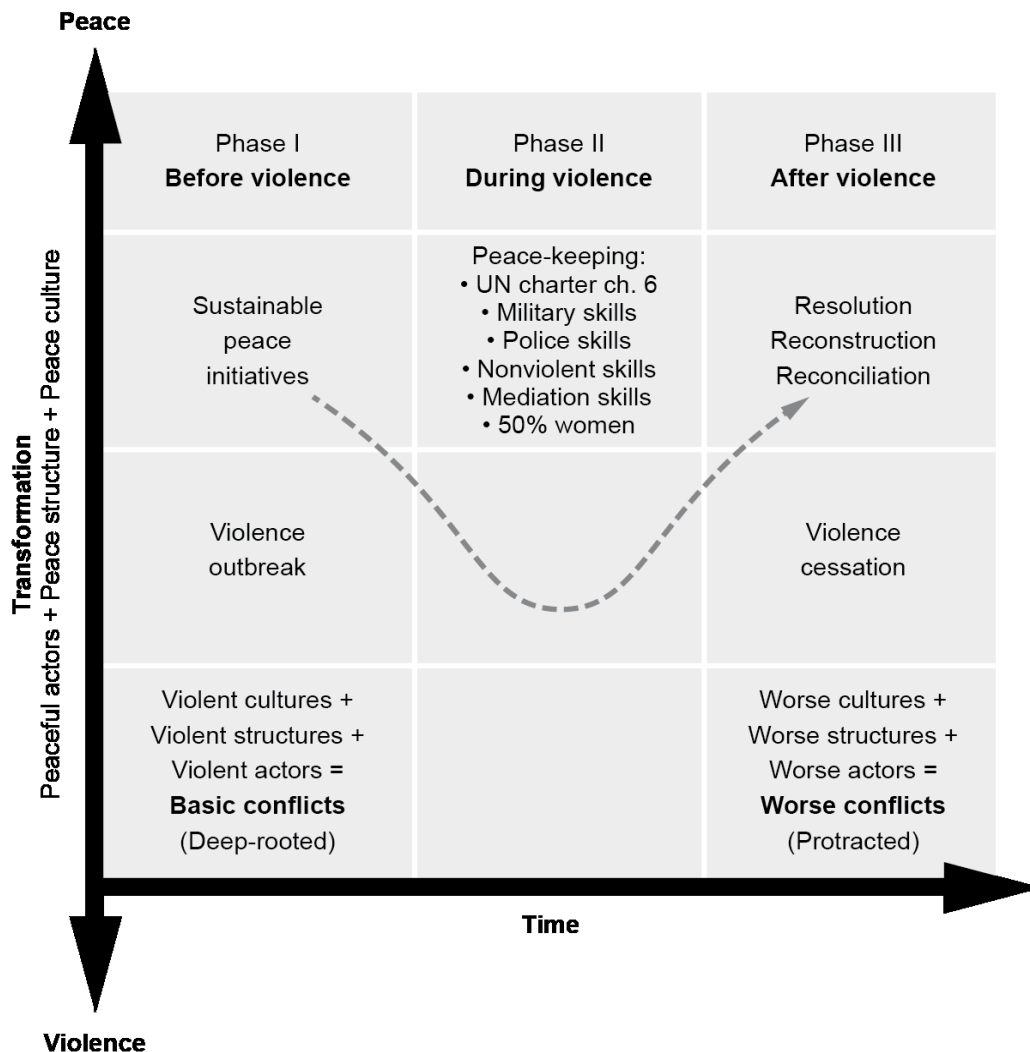 Peace
Transformation
Peaceful actors + Peace structure + Peace culture
Phase I
Before violence
Phase II
During violence
Phase III
After violence
Sustainable
peace
initiatives
Peace-keeping:
• UN charter ch. 6
• Military skills
• Police skills
• Nonviolent skills
• Mediation skills
• 50% women
Resolution
Reconstruction
Reconciliation
Violence
outbreak
Violence
cessation
Violent cultures +
Violent structures +
Violent actors =
Basic conflicts
(Deep-rooted)
Worse cultures +
Worse structures +
Worse actors =
Worse conflicts
(Protracted)
Time
Violence